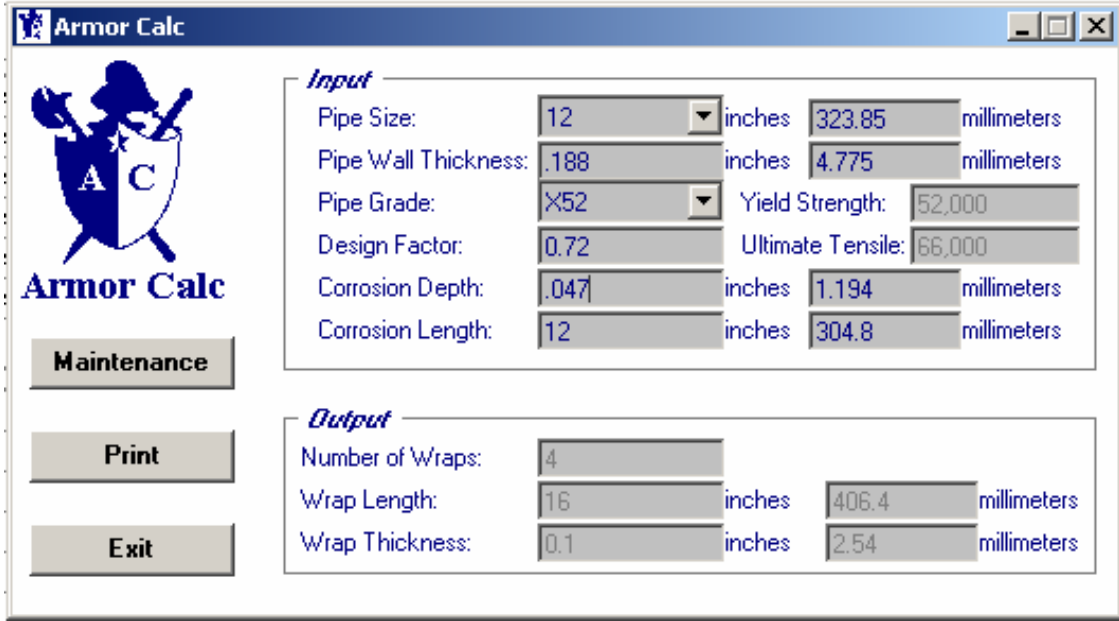 Armor Calc
A C
Armor Calc
Maintenance
Print
Exit
Input
Pipe Size: 12 inches 323.85 millimeters
Pipe Wall Thickness: .188 inches 4.775 millimeters
Pipe Grade: X52 Yield Strength: 52,000
Design Factor: 0.72 Ultimate Tensile: 66,000
Corrosion Depth: .047 inches 1.194 millimeters
Corrosion Length: 12 inches 304.8 millimeters
Output
Number of Wraps: 4
Wrap Length: 16 inches 406.4 millimeters
Wrap Thickness: 0.1 inches 2.54 millimeters